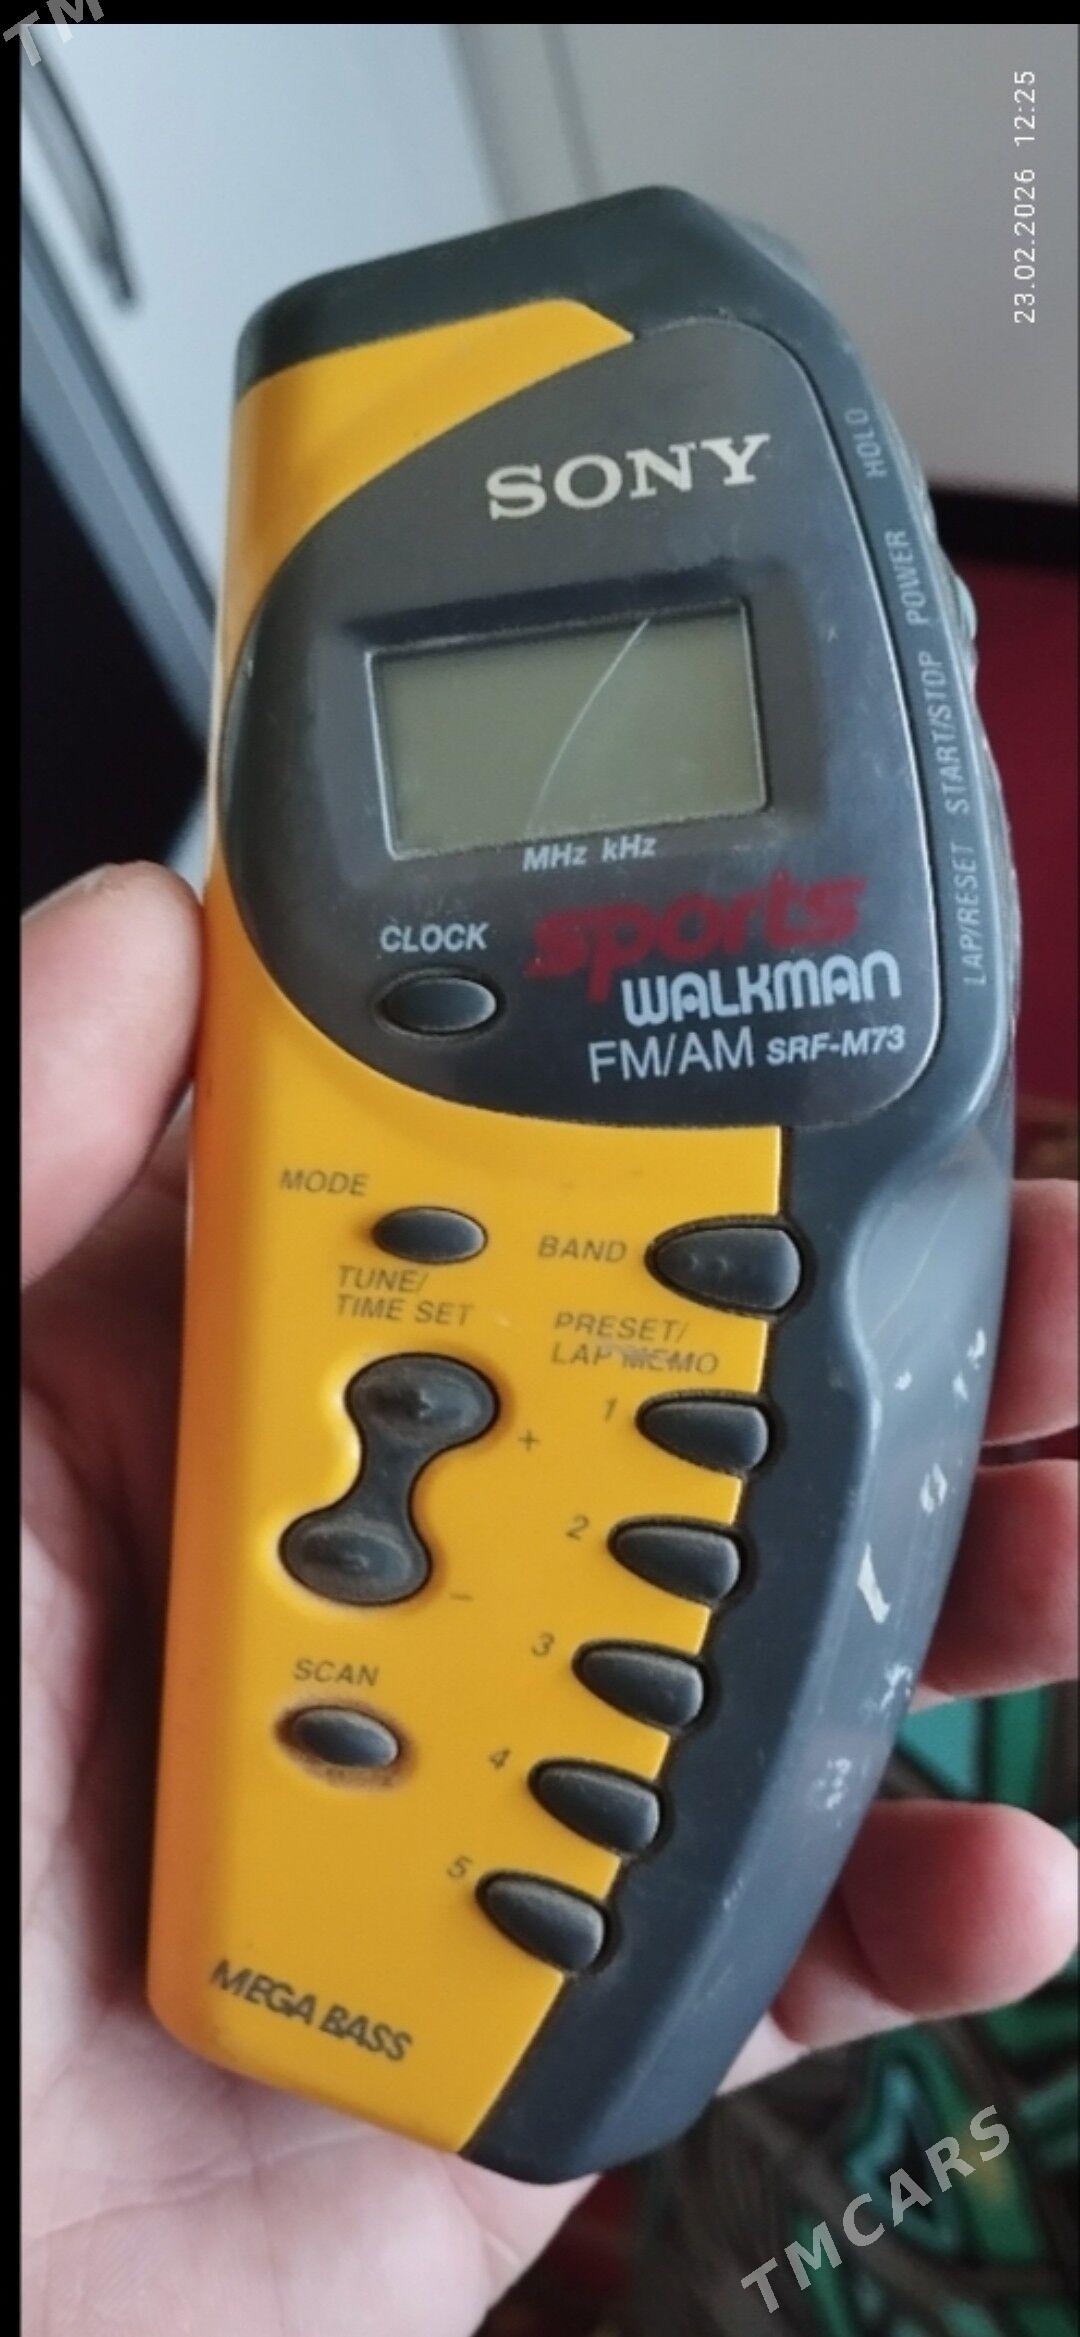 TM
23.02.2026 12:25
SONY
HOLD
POWER
START/STOP
LAP/RESET
MHz kHz
CLOCK
sports
WALKMAN
FM/AM SRF-M73
MODE
BAND
TUNE/
TIME SET
PRESET/
LAP MEMO
1
+
2
-
3
SCAN
4
5
MEGA BASS
TMCARS